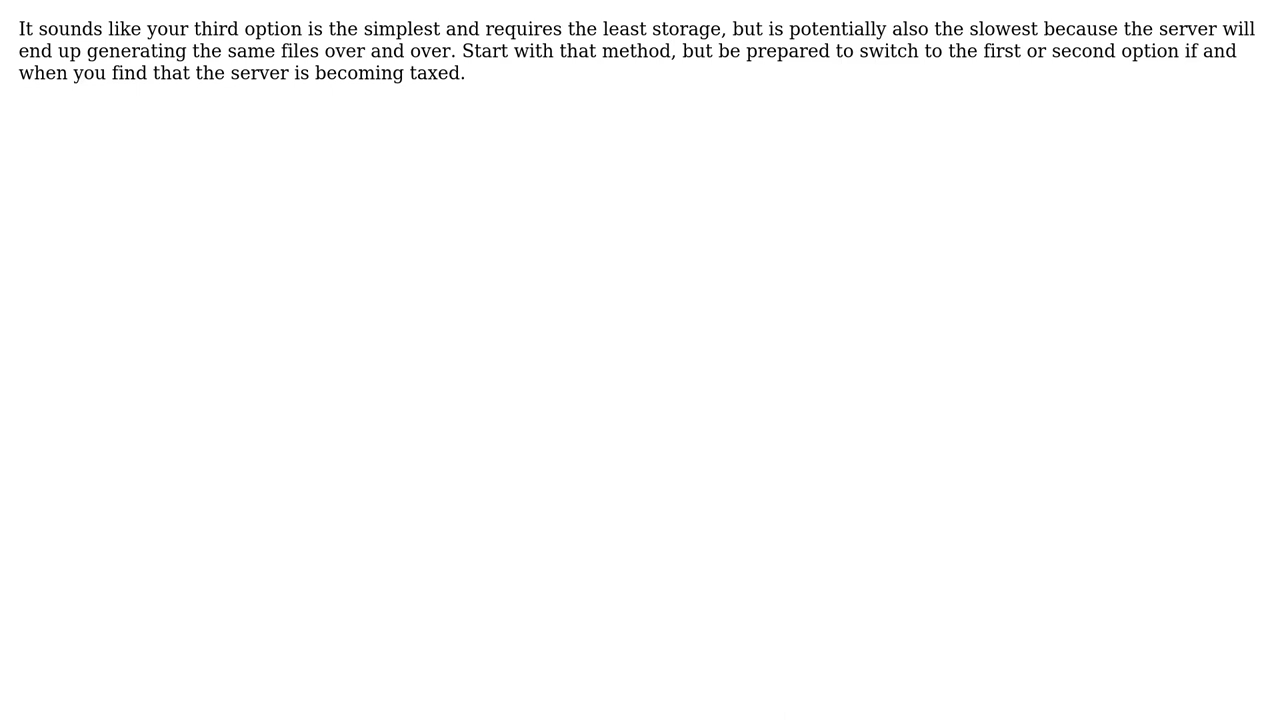 It sounds like your third option is the simplest and requires the least storage, but is potentially also the slowest because the server will
end up generating the same files over and over. Start with that method, but be prepared to switch to the first or second option if and
when you find that the server is becoming taxed.